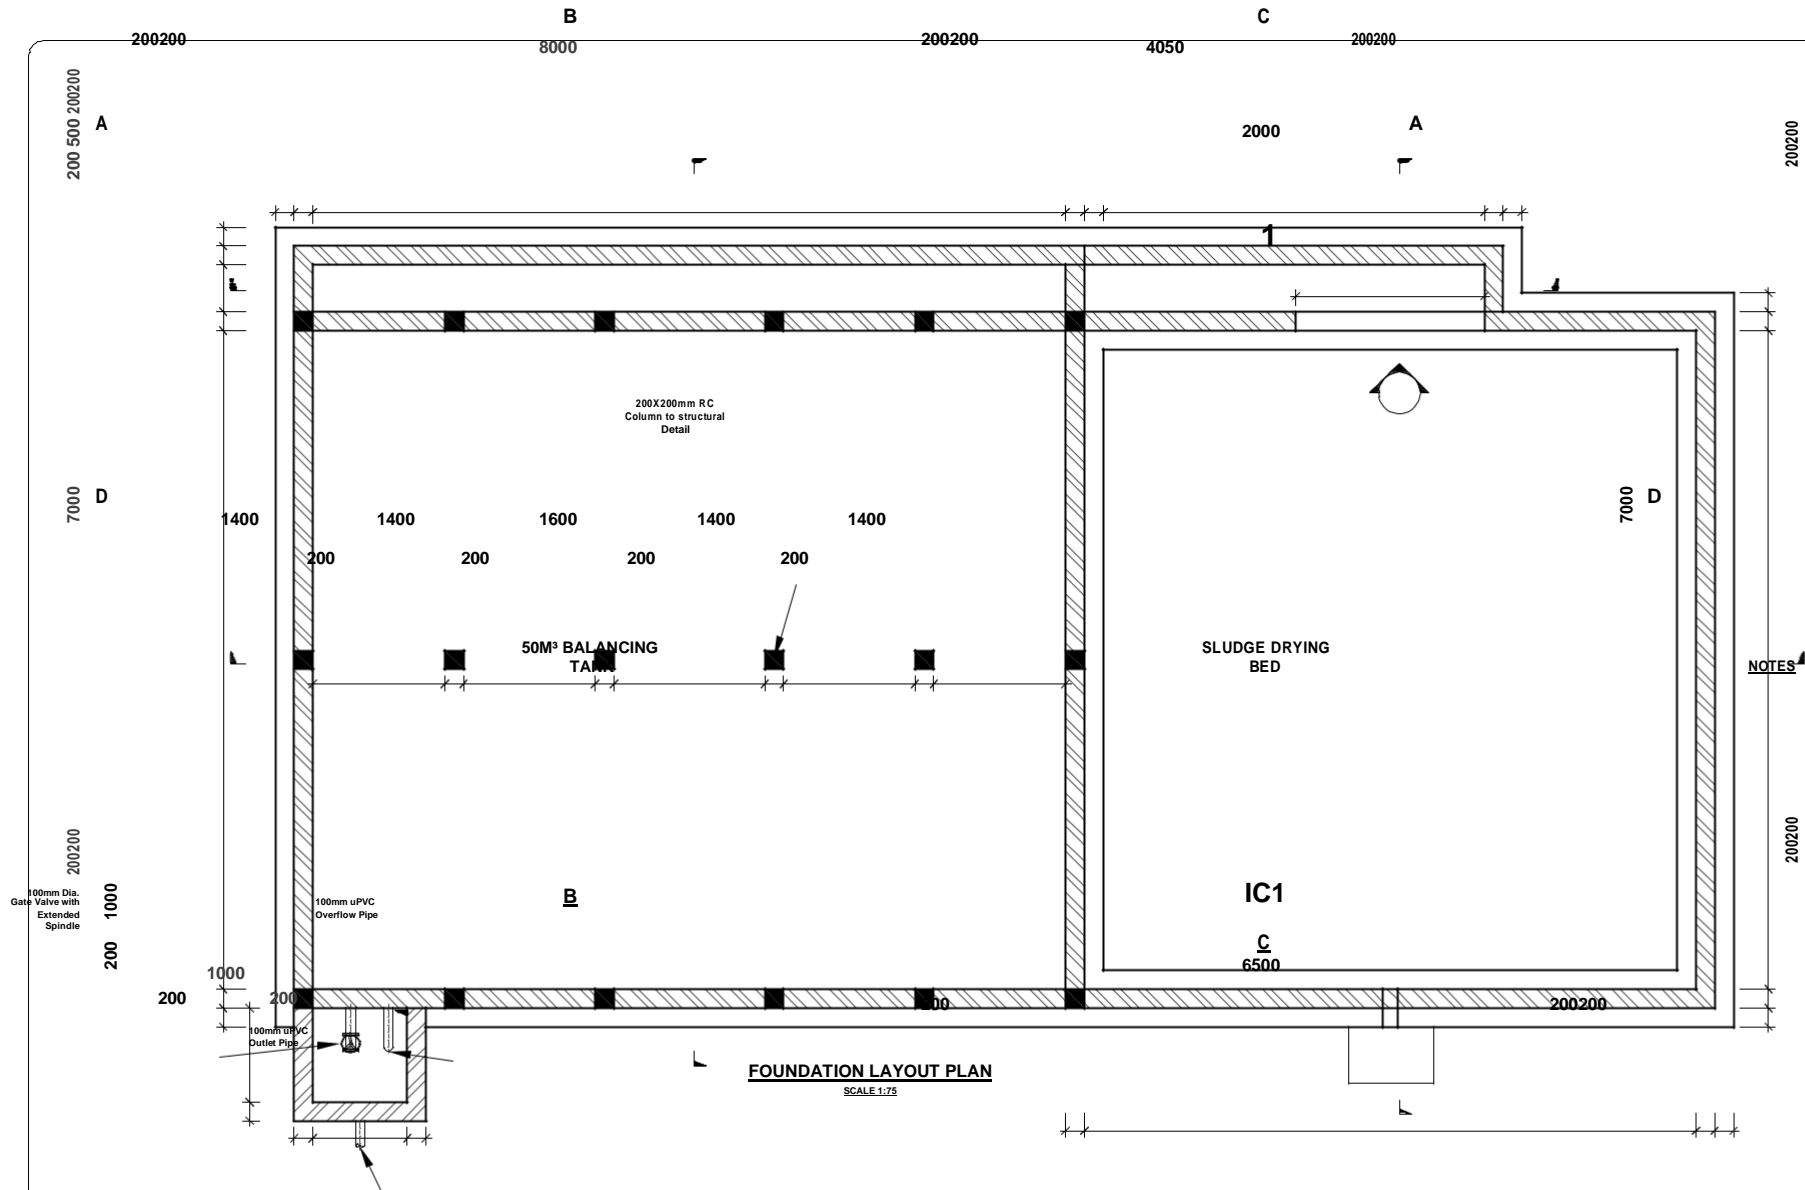 B
C
200200
8000
200200
4050
200200
200 500 200200
A
2000
A
200200
1
200X200mm RC
Column to structural
Detail
7000
D
7000
D
1400
1400
1600
1400
1400
200
200
200
200
50M³ BALANCING
TANK
SLUDGE DRYING
BED
NOTES
200200
200200
100mm Dia.
Gate Valve with
Extended
Spindle
200 1000
100mm uPVC
Overflow Pipe
B
IC1
C
6500
1000
200
200
200
200200
100mm uPVC
Outlet Pipe
FOUNDATION LAYOUT PLAN
SCALE 1:75